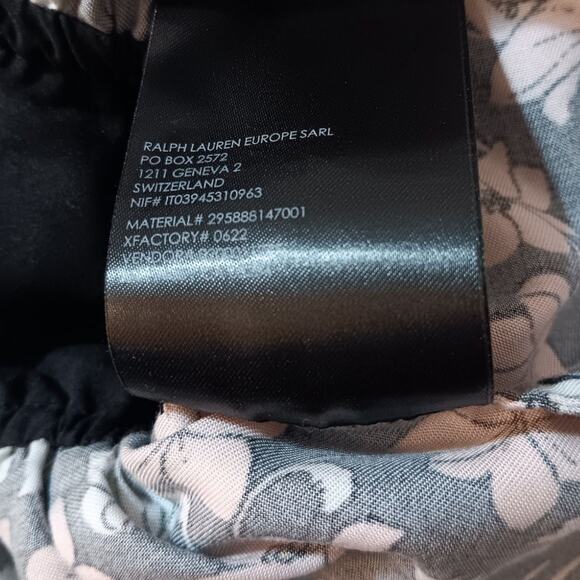 RALPH LAUREN EUROPE SARL
PO BOX 2572
1211 GENEVA 2
SWITZERLAND
NIF# IT03945310963
MATERIAL# 295888147001
XFACTORY# 0622
VENDOR#